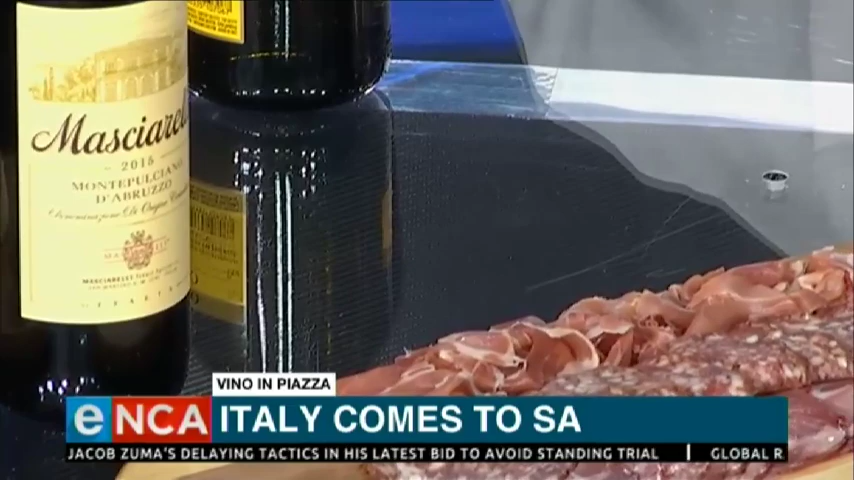 Masciarel
2015
MONTEPULCIANO
D'ABRUZZO
VINO IN PIAZZA
eNCA
ITALY COMES TO SA
JACOB ZUMA'S DELAYING TACTICS IN HIS LATEST BID TO AVOID STANDING TRIAL | GLOBAL R